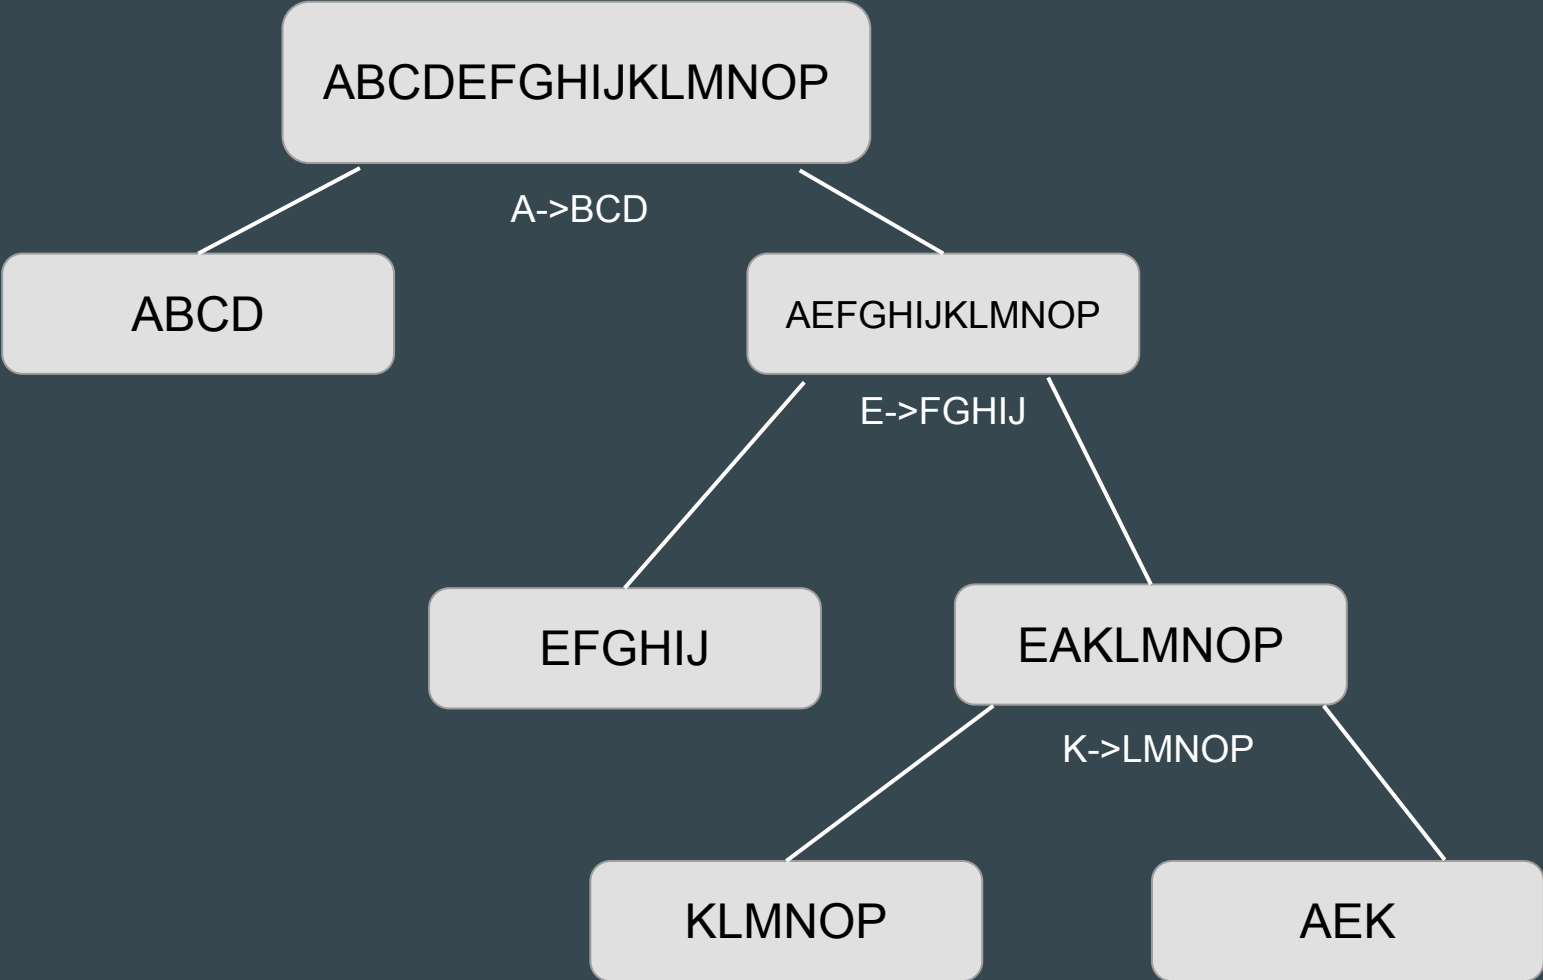 ABCDEFGHIJKLMNOP
A->BCD
ABCD
AEFGHIJKLMNOP
E->FGHIJ
EFGHIJ
EAKLMNOP
K->LMNOP
KLMNOP
AEK